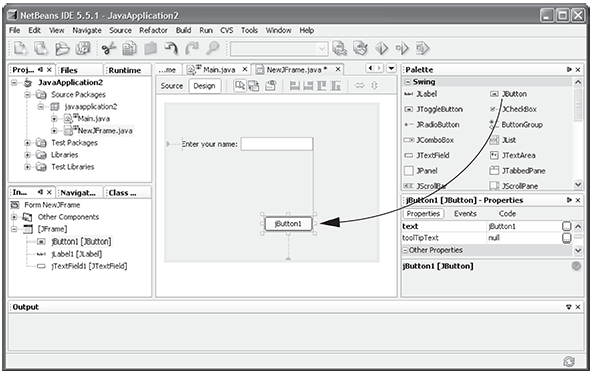 NetBeans IDE 5.5.1 - JavaApplication2
File Edit View Navigate Source Refactor Build Run CVS Tools Window Help
Proj... Files Runtime
JavaApplication2
Source Packages
javaapplication2
Main.java
NewJFrame.java
Test Packages
Libraries
Test Libraries
...me Main.java NewJFrame.java *
Source Design
Enter your name:
jButton1
Palette
Swing
JLabel JButton
JToggleButton JCheckBox
JRadioButton ButtonGroup
JComboBox JList
JTextField JTextArea
JPanel JTabbedPane
JScrollBar JScrollPane
In... Navigat... Class ...
Form NewJFrame
Other Components
[JFrame]
jButton1 [JButton]
jLabel1 [JLabel]
jTextField1 [JTextField]
jButton1 [JButton] - Properties
Properties Events Code
text jButton1
toolTipText null
Other Properties
jButton1 [JButton]
Output